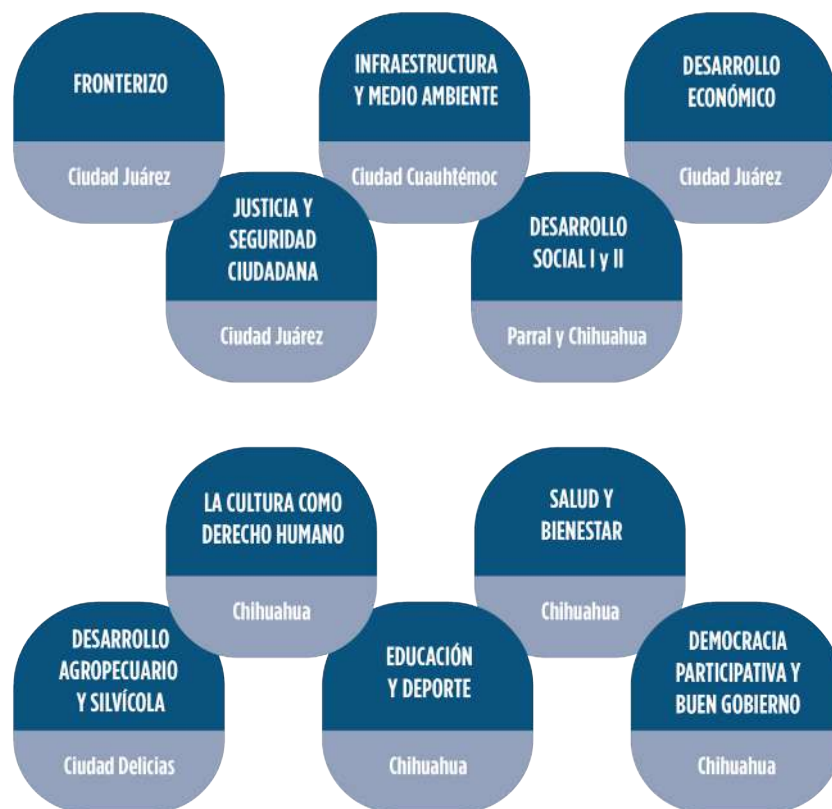 FRONTERIZO
Ciudad Juárez
INFRAESTRUCTURA
Y MEDIO AMBIENTE
Ciudad Cuauhtémoc
DESARROLLO
ECONÓMICO
Ciudad Juárez
JUSTICIA Y
SEGURIDAD
CIUDADANA
Ciudad Juárez
DESARROLLO
SOCIAL I y II
Parral y Chihuahua
LA CULTURA COMO
DERECHO HUMANO
Chihuahua
SALUD Y
BIENESTAR
Chihuahua
DESARROLLO
AGROPECUARIO
Y SILVÍCOLA
Ciudad Delicias
EDUCACIÓN
Y DEPORTE
Chihuahua
DEMOCRACIA
PARTICIPATIVA Y
BUEN GOBIERNO
Chihuahua